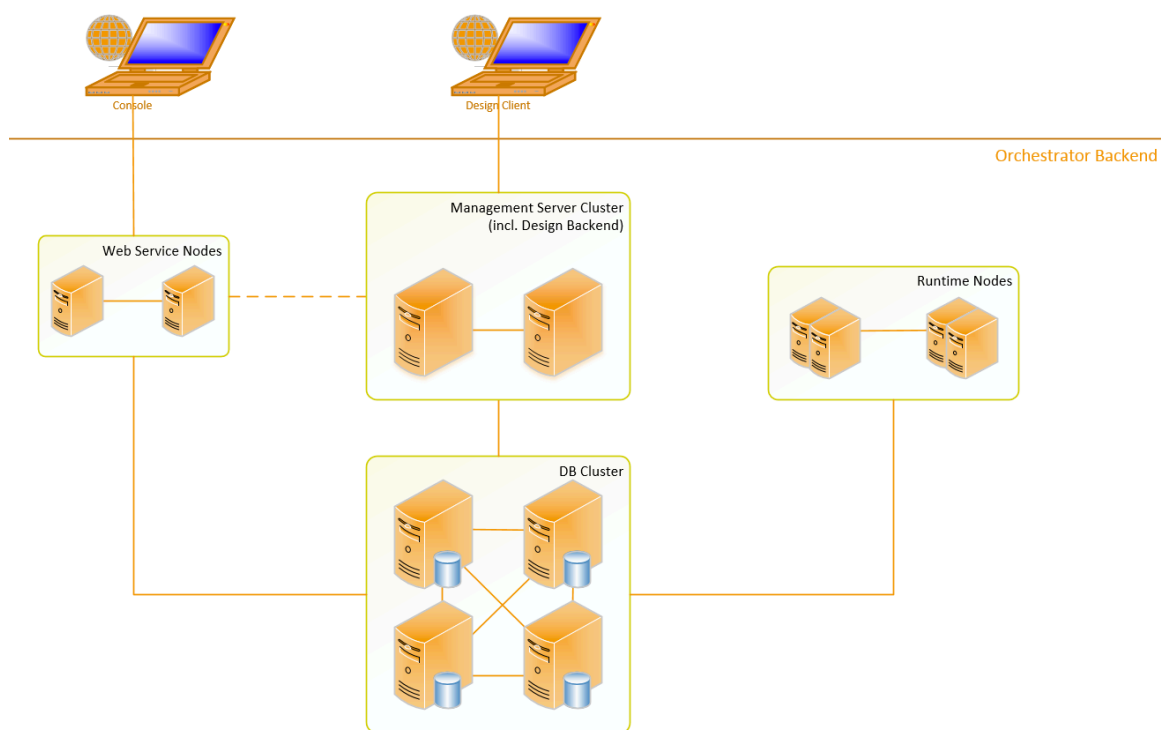 Console
Design Client
Orchestrator Backend
Management Server Cluster
(incl. Design Backend)
Web Service Nodes
Runtime Nodes
DB Cluster